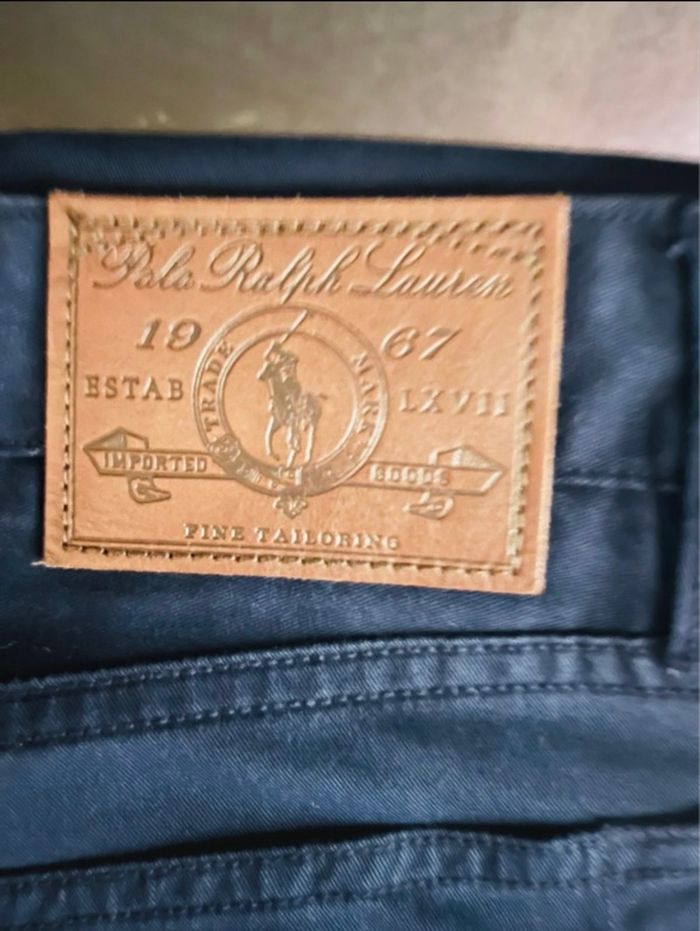 Polo Ralph Lauren
19 67
ESTAB LXVII
TRADE MARK
IMPORTED GOODS
FINE TAILORING